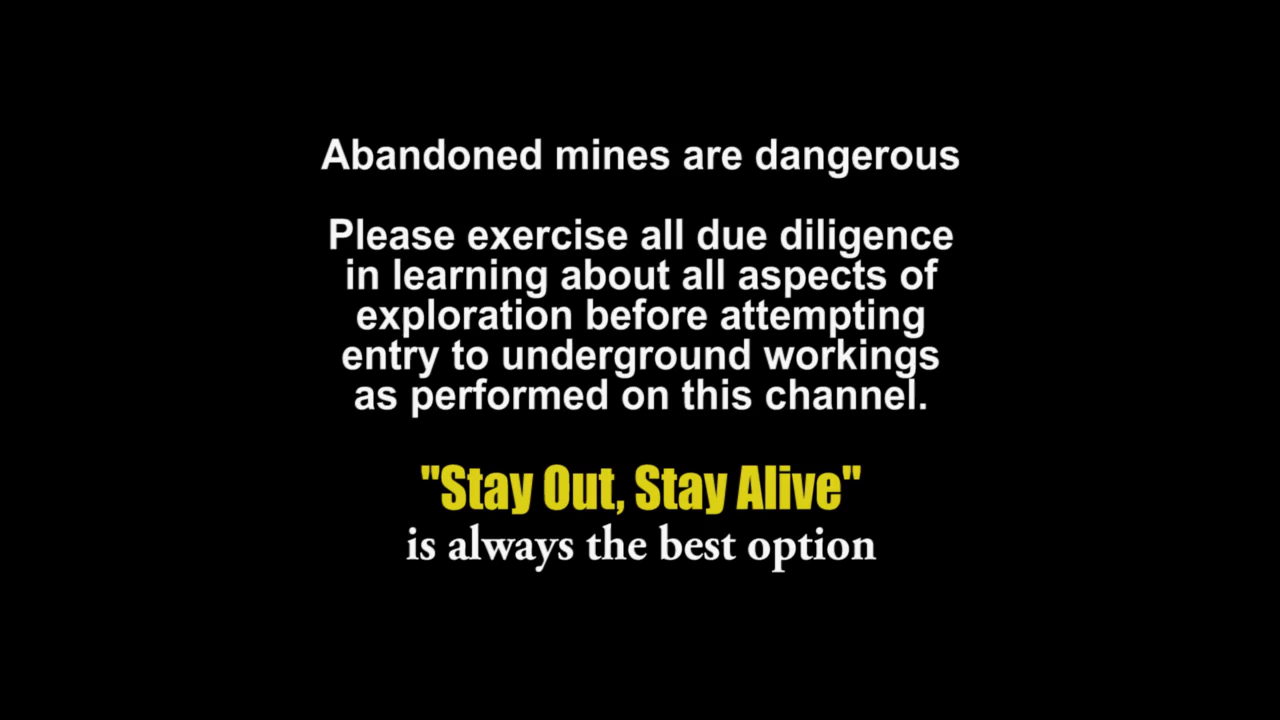 Abandoned mines are dangerous
Please exercise all due diligence
in learning about all aspects of
exploration before attempting
entry to underground workings
as performed on this channel.
"Stay Out, Stay Alive"
is always the best option